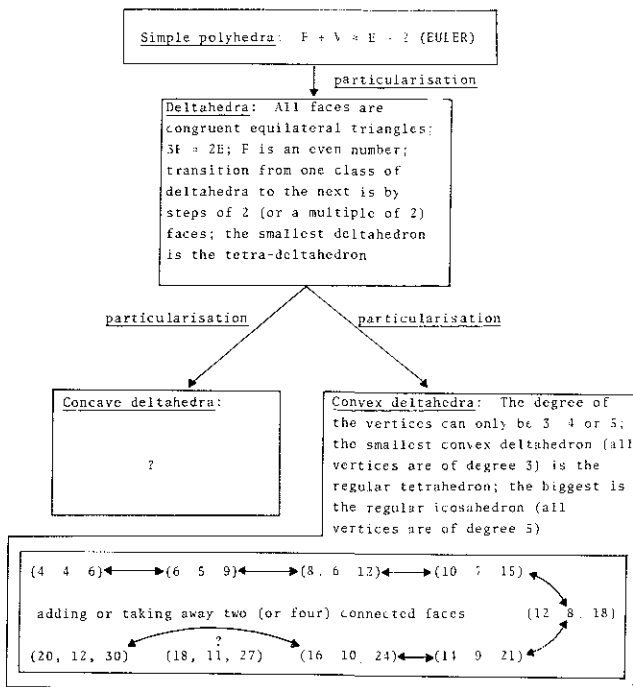 Simple polyhedra: F + V = E - 2 (EULER)
particularisation
Deltahedra: All faces are
congruent equilateral triangles;
3F = 2E; F is an even number;
transition from one class of
deltahedra to the next is by
steps of 2 (or a multiple of 2)
faces; the smallest deltahedron
is the tetra-deltahedron
particularisation
particularisation
Concave deltahedra:
?
Convex deltahedra: The degree of
the vertices can only be 3 4 or 5;
the smallest convex deltahedron (all
vertices are of degree 3) is the
regular tetrahedron; the biggest is
the regular icosahedron (all
vertices are of degree 5)
(4 4 6) (6 5 9) (8, 6 12) (10 7 15)
adding or taking away two (or four) connected faces (12 8, 18)
?
(20, 12, 30) (18, 11, 27) (16 10, 24) (14 9 21)